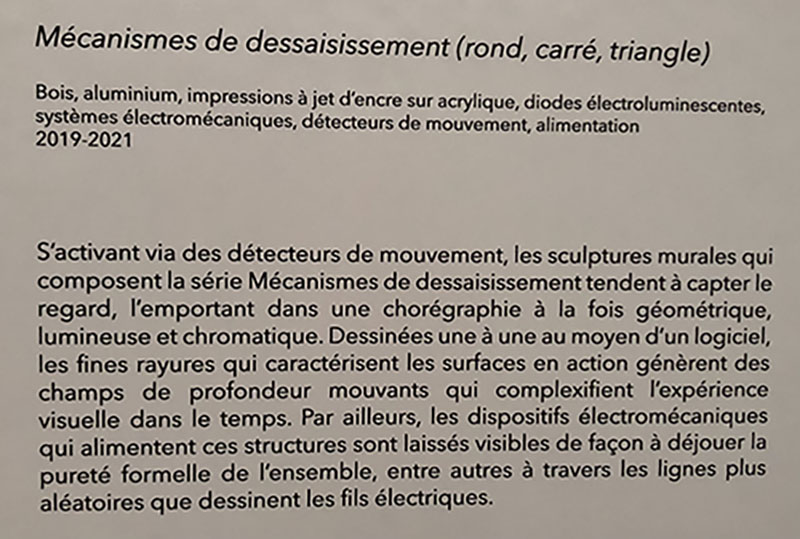 Mécanismes de dessaisissement (rond, carré, triangle)
Bois, aluminium, impressions à jet d'encre sur acrylique, diodes électroluminescentes,
systèmes électromécaniques, détecteurs de mouvement, alimentation
2019-2021
S'activant via des détecteurs de mouvement, les sculptures murales qui
composent la série Mécanismes de dessaisissement tendent à capter le
regard, l'emportant dans une chorégraphie à la fois géométrique,
lumineuse et chromatique. Dessinées une à une au moyen d'un logiciel,
les fines rayures qui caractérisent les surfaces en action génèrent des
champs de profondeur mouvants qui complexifient l'expérience
visuelle dans le temps. Par ailleurs, les dispositifs électromécaniques
qui alimentent ces structures sont laissés visibles de façon à déjouer la
pureté formelle de l'ensemble, entre autres à travers les lignes plus
aléatoires que dessinent les fils électriques.